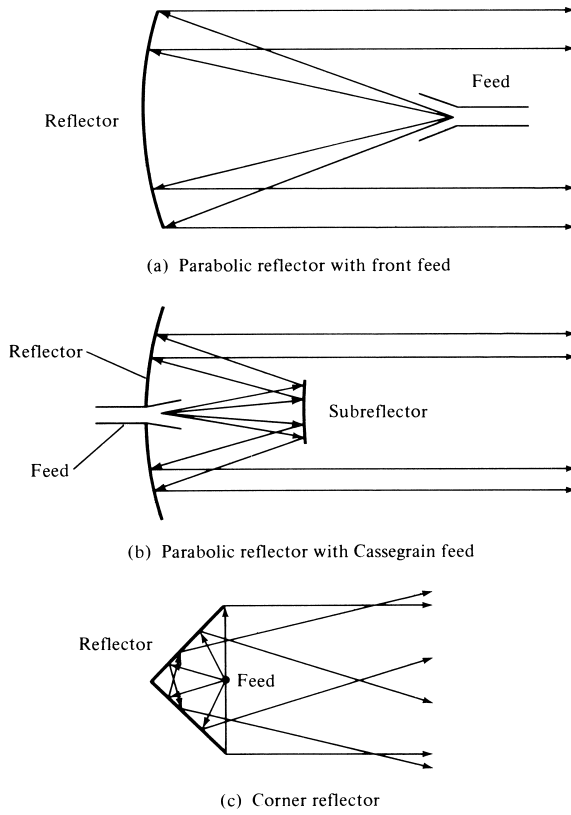 Feed
Reflector
(a) Parabolic reflector with front feed
Reflector
Subreflector
Feed
(b) Parabolic reflector with Cassegrain feed
Reflector
Feed
(c) Corner reflector